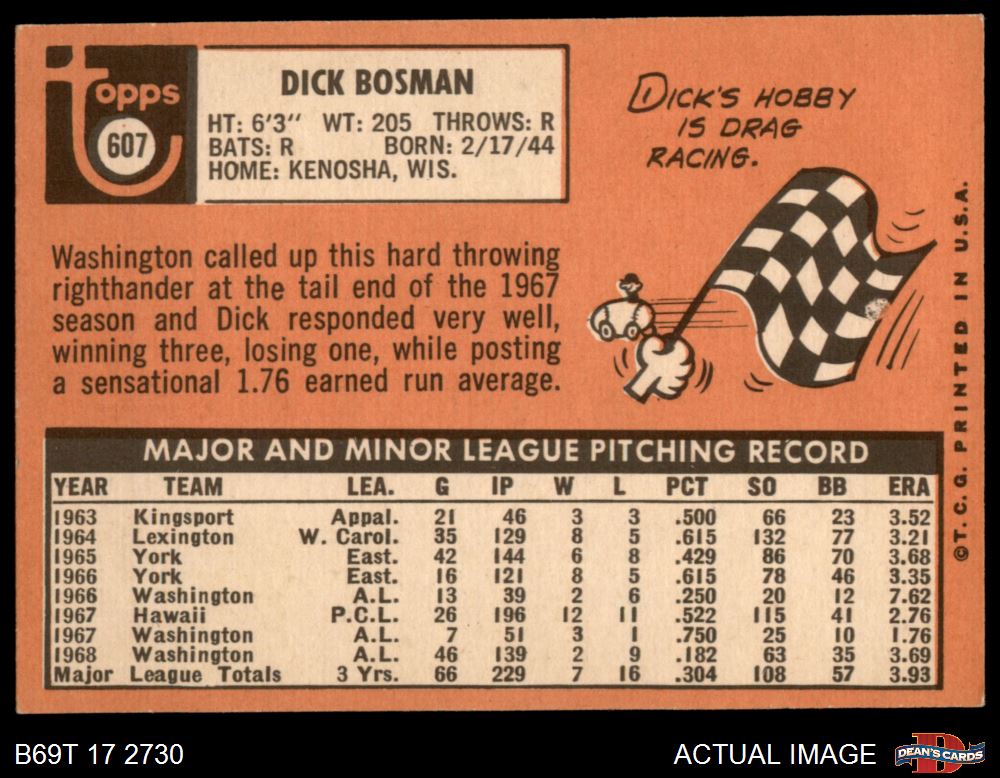 topps
607
DICK BOSMAN
HT: 6'3" WT: 205 THROWS: R
BATS: R BORN: 2/17/44
HOME: KENOSHA, WIS.
DICK'S HOBBY
IS DRAG
RACING.
Washington called up this hard throwing
righthander at the tail end of the 1967
season and Dick responded very well,
winning three, losing one, while posting
a sensational 1.76 earned run average.
MAJOR AND MINOR LEAGUE PITCHING RECORD
YEAR TEAM LEA. G IP W L PCT SO BB ERA
1963 Kingsport Appal. 21 46 3 3 .500 66 23 3.52
1964 Lexington W. Carol. 35 129 8 5 .615 132 77 3.21
1965 York East. 42 144 6 8 .429 86 70 3.68
1966 York East. 16 121 8 5 .615 78 46 3.35
1966 Washington A.L. 13 39 2 6 .250 20 12 7.62
1967 Hawaii P.C.L. 26 196 12 11 .522 115 41 2.76
1967 Washington A.L. 7 51 3 1 .750 25 10 1.76
1968 Washington A.L. 46 139 2 9 .182 63 35 3.69
Major League Totals 3 Yrs. 66 229 7 16 .304 108 57 3.93
©T. C. G. PRINTED IN U.S.A.
B69T 17 2730
ACTUAL IMAGE
DEAN'S CARDS